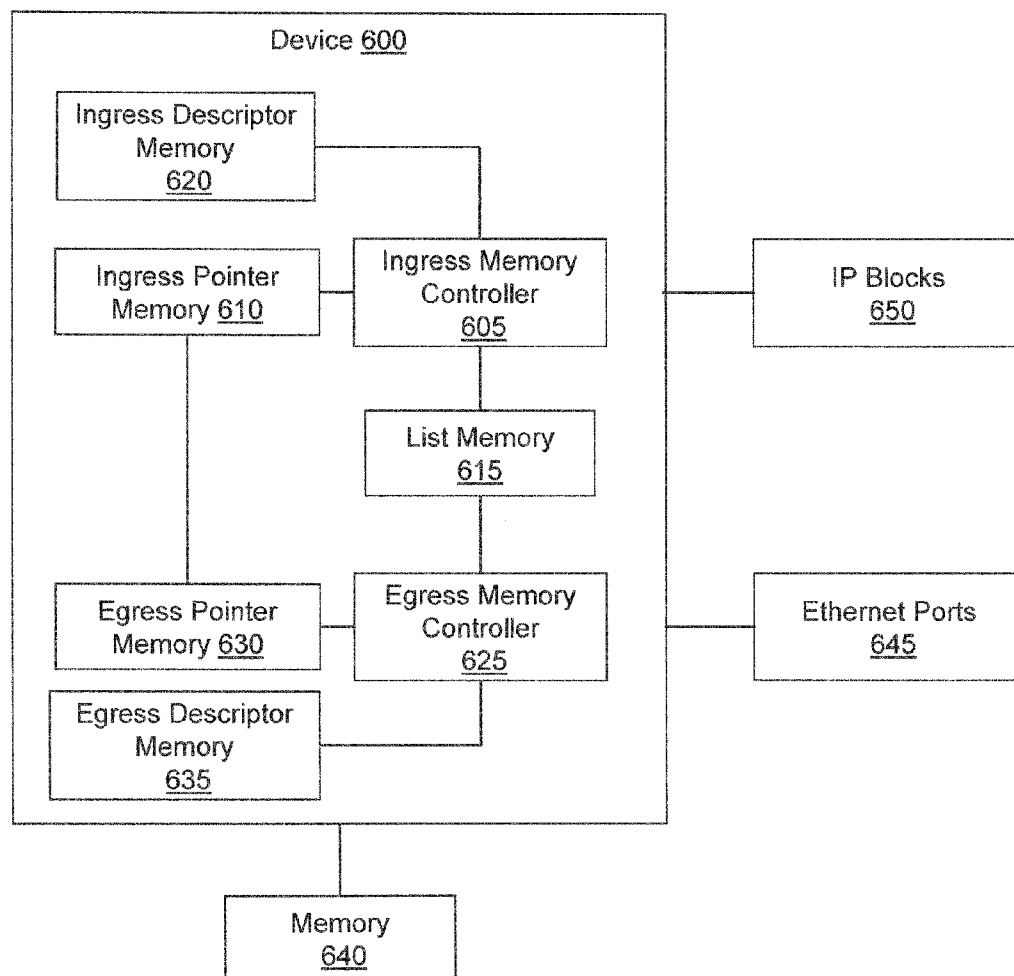 Device 600
Ingress Descriptor
Memory
620
Ingress Pointer
Memory 610
Ingress Memory
Controller
605
IP Blocks
650
List Memory
615
Egress Pointer
Memory 630
Egress Memory
Controller
625
Ethernet Ports
645
Egress Descriptor
Memory
635
Memory
640